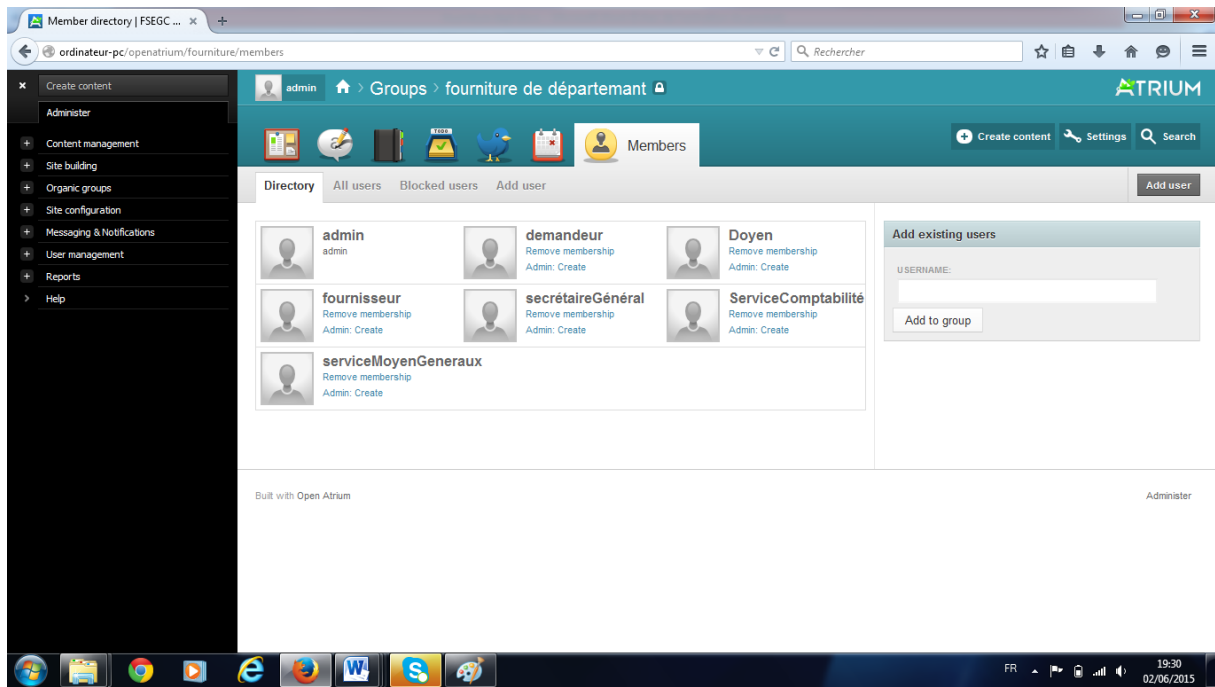 Member directory | FSEGC ... × +
ordinateur-pc/openatrium/fourniture/members
Rechercher
× Create content
Administer
Content management
Site building
Organic groups
Site configuration
Messaging & Notifications
User management
Reports
Help
admin > Groups > fourniture de départemant
ATRIUM
TODO
Members
Create content Settings Search
Directory All users Blocked users Add user
Add user
admin
admin
demandeur
Remove membership
Admin: Create
Doyen
Remove membership
Admin: Create
fournisseur
Remove membership
Admin: Create
secrétaireGénéral
Remove membership
Admin: Create
ServiceComptabilité
Remove membership
Admin: Create
serviceMoyenGeneraux
Remove membership
Admin: Create
Add existing users
USERNAME:
Add to group
Built with Open Atrium
Administer
FR
19:30
02/06/2015